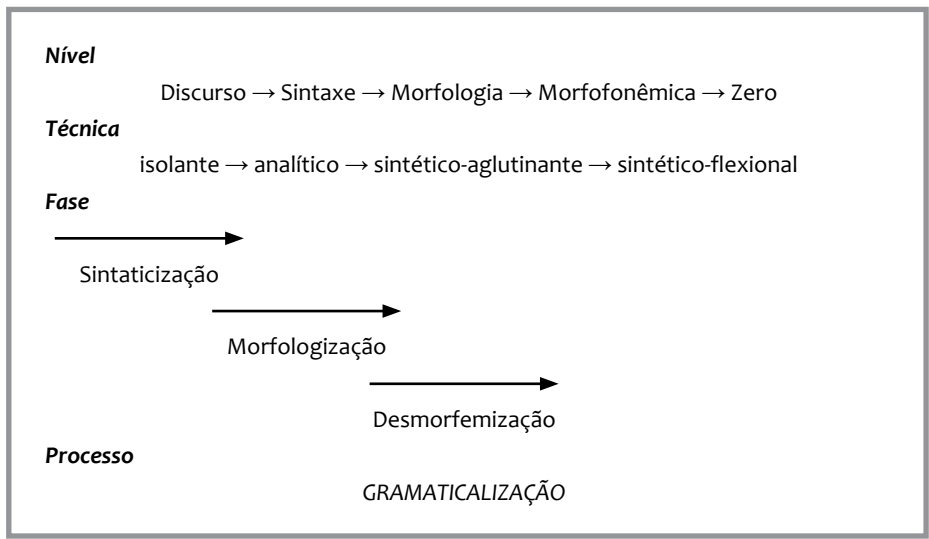 Nível
Discurso → Sintaxe → Morfologia → Morfofonêmica → Zero
Técnica
isolante → analítico → sintético-aglutinante → sintético-flexional
Fase
Sintaticização
Morfologização
Desmorfemização
Processo
GRAMATICALIZAÇÃO